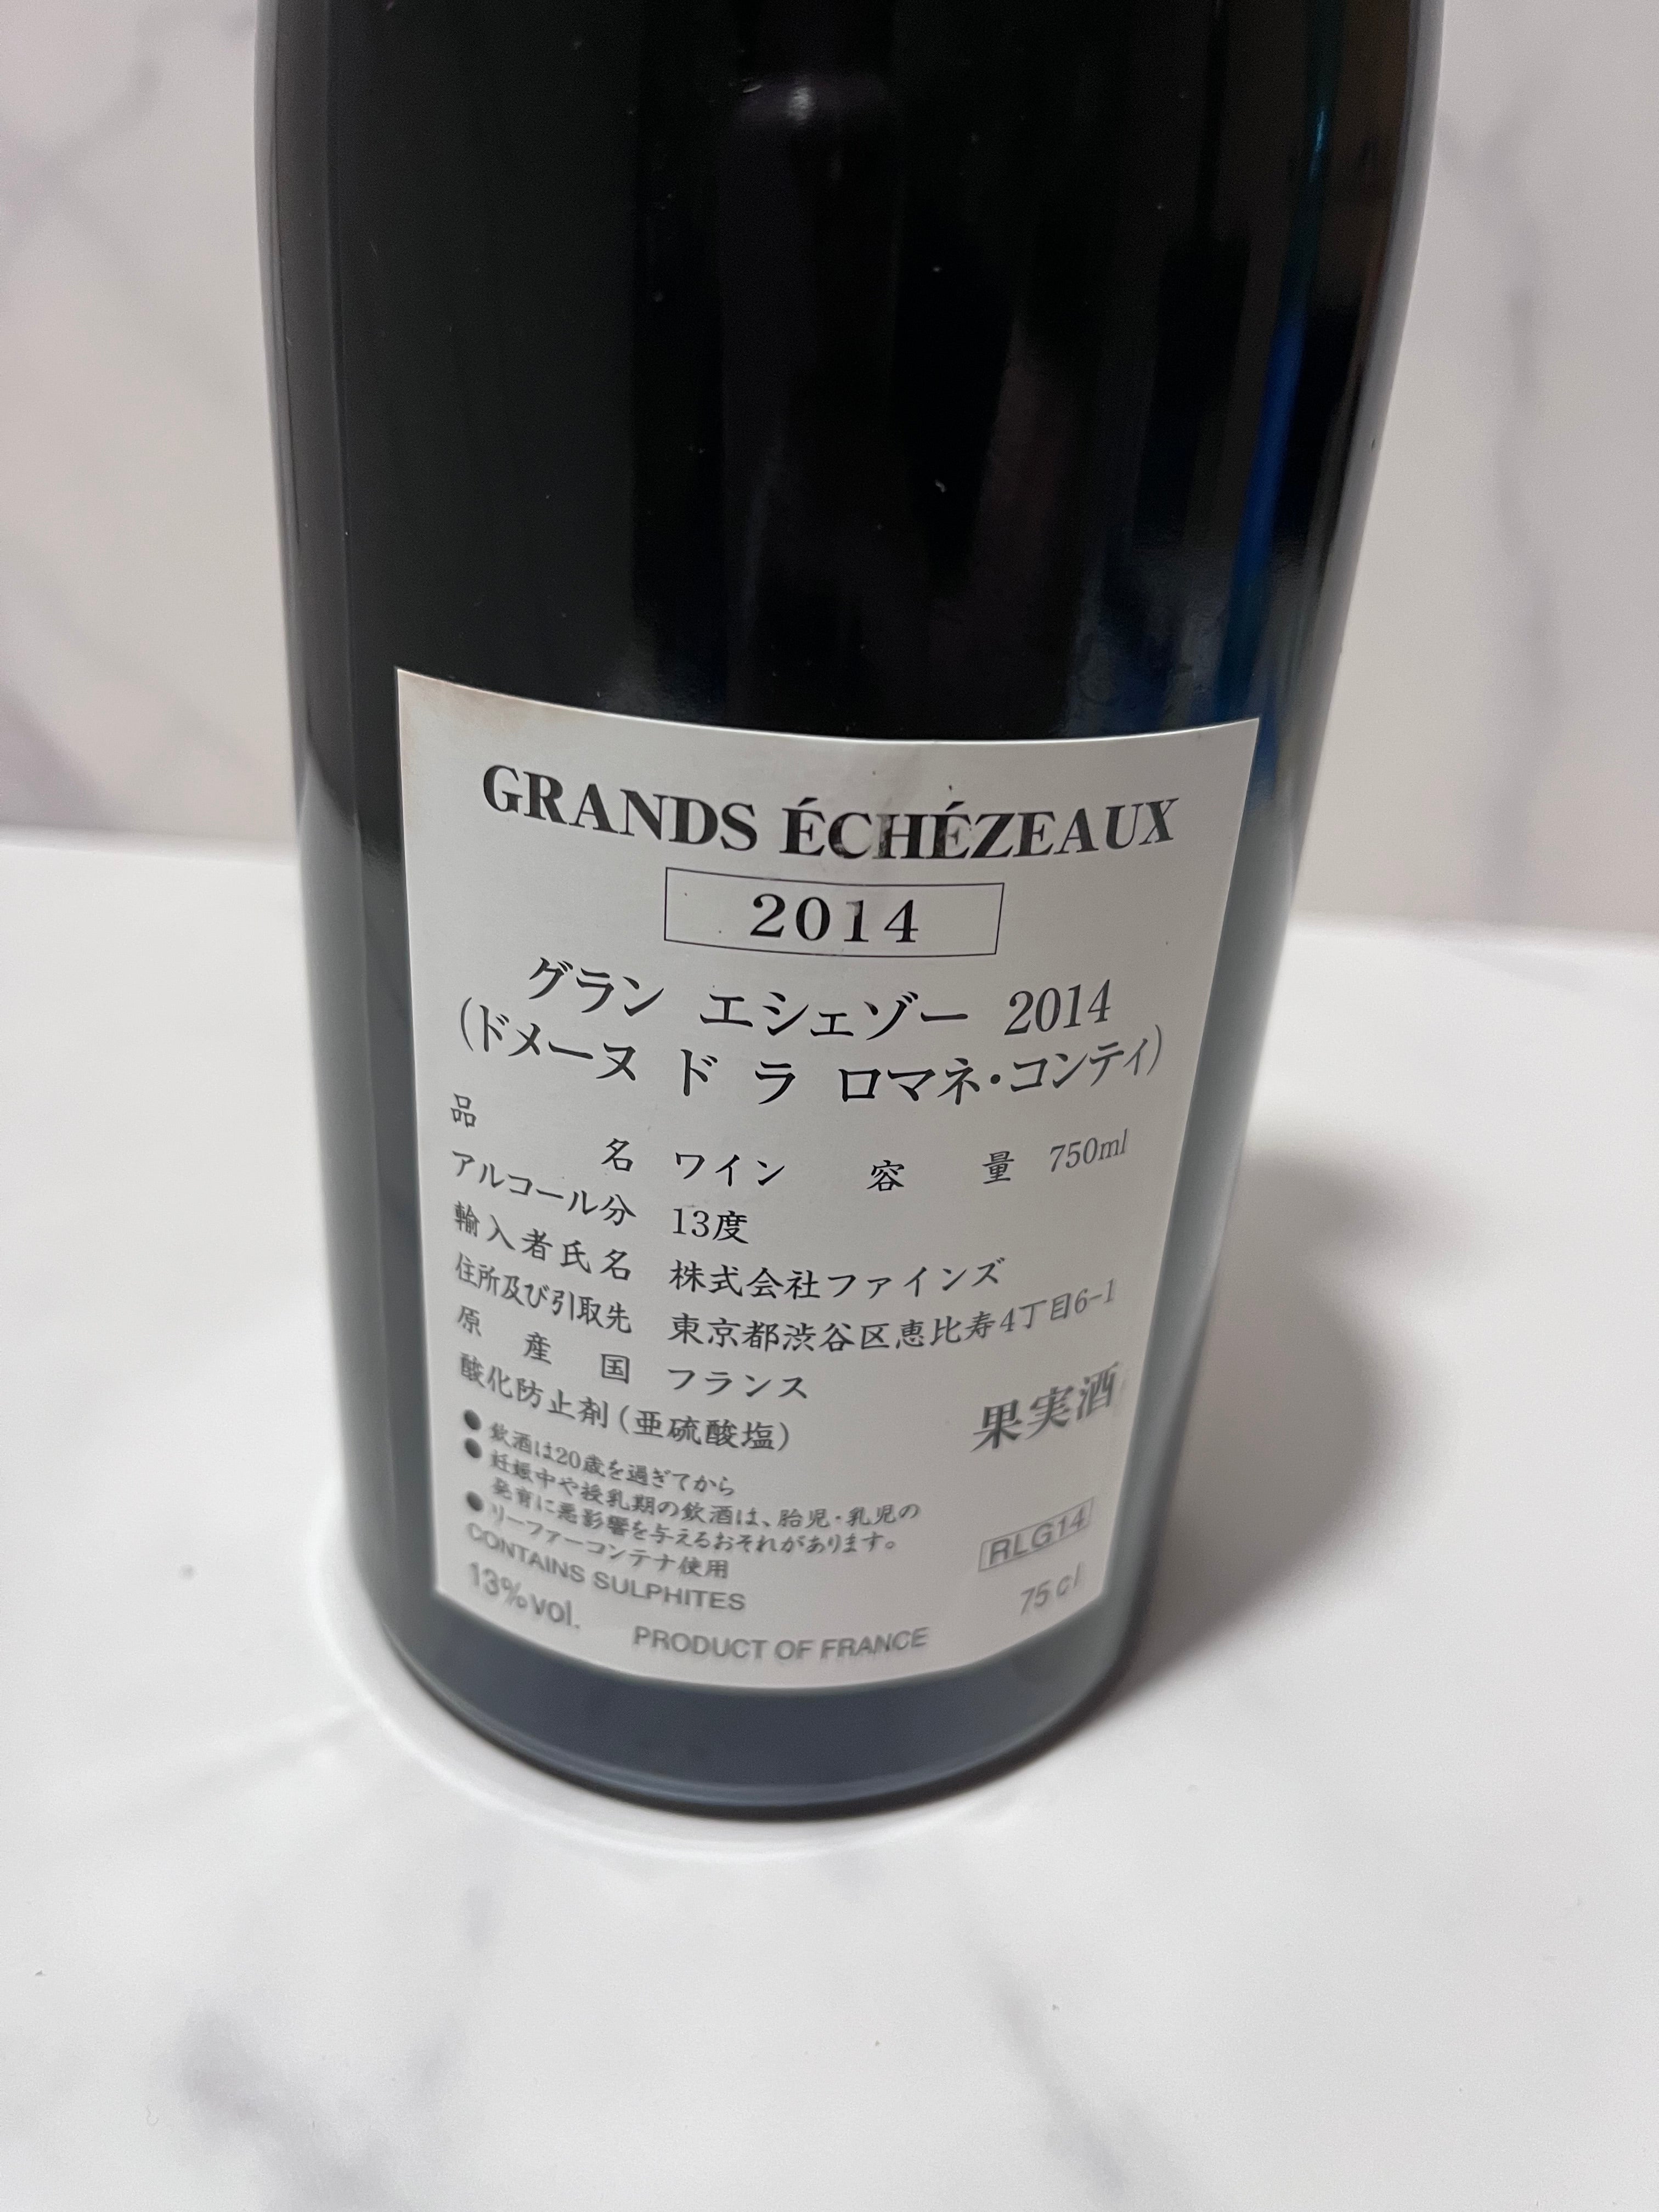 GRANDS ÉCHÉZEAUX
2014
グラン エシェゾー 2014
(ドメーヌ ド ラ ロマネ・コンティ)
品 名 ワイン 容 量 750ml
アルコール分 13度
輸入者氏名 株式会社ファインズ
住所及び引取先 東京都渋谷区恵比寿4丁目6-1
原産国 フランス
酸化防止剤(亜硫酸塩)
果実酒
●飲酒は20歳を過ぎてから
●妊娠中や授乳期の飲酒は、胎児・乳児の
発育に悪影響を与えるおそれがあります。
●リーファーコンテナ使用
RLG14
CONTAINS SULPHITES
13%vol. 75cl
PRODUCT OF FRANCE